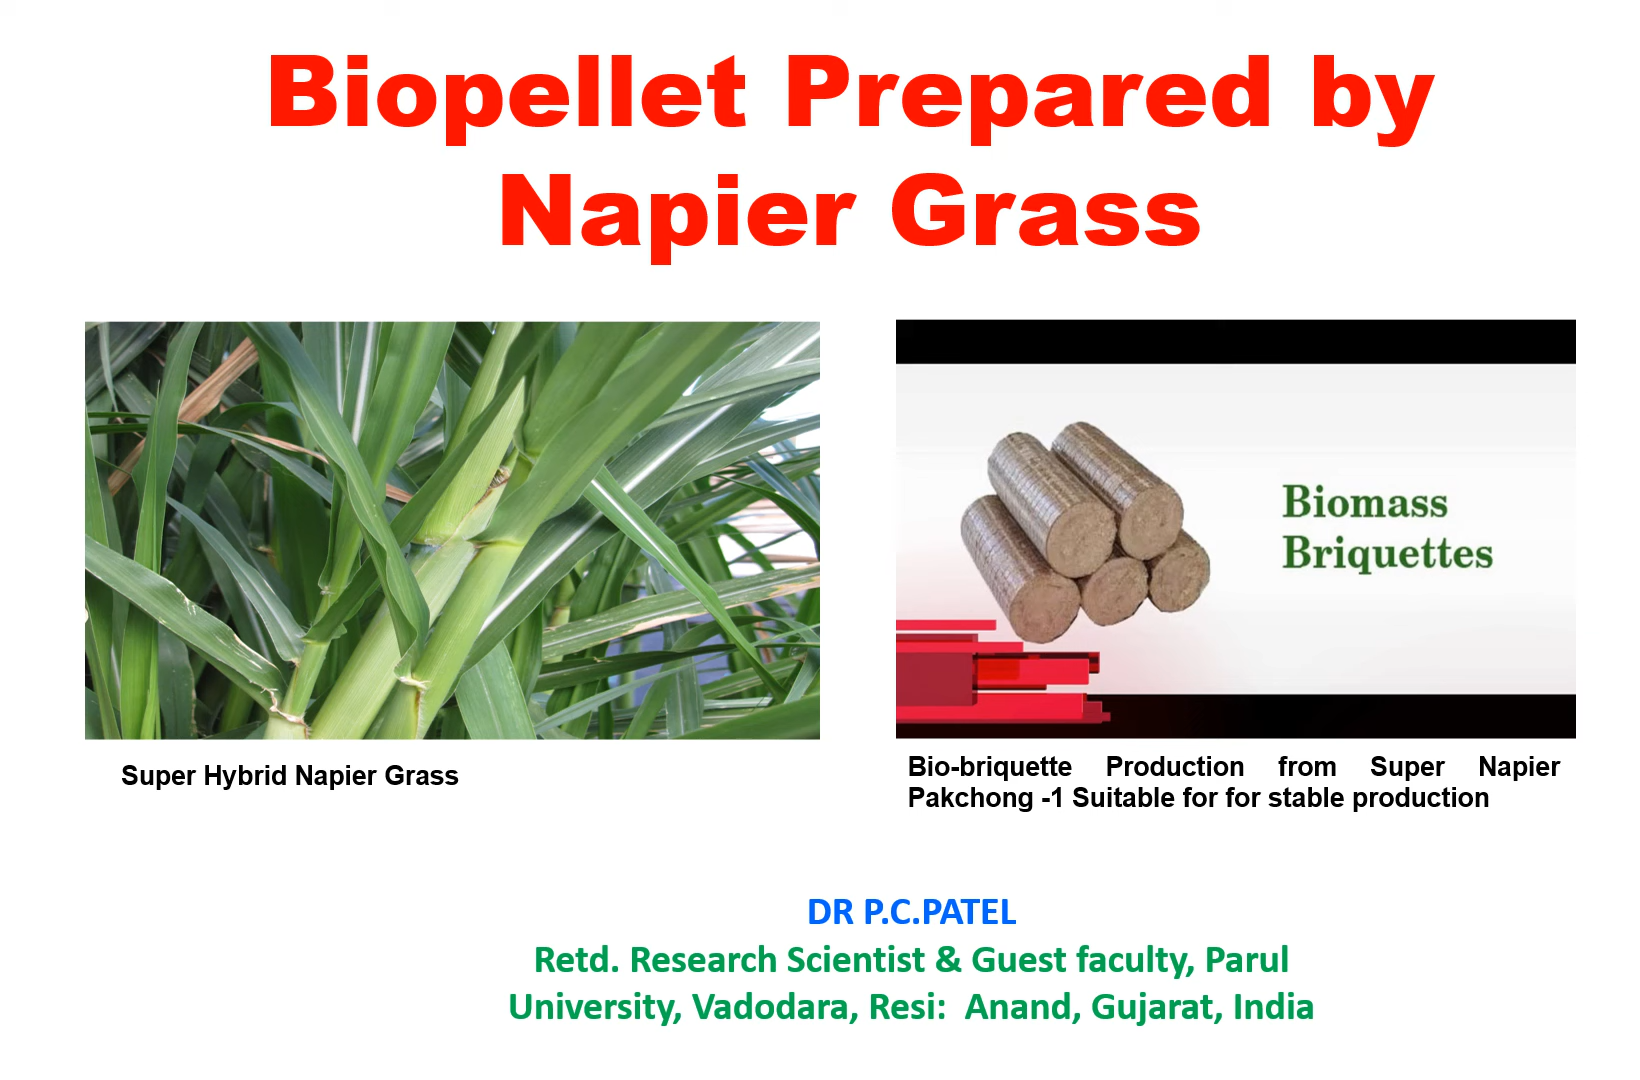 Biopellet Prepared by
Napier Grass
Biomass
Briquettes
Super Hybrid Napier Grass
Bio-briquette Production from Super Napier
Pakchong -1 Suitable for for stable production
DR P.C.PATEL
Retd. Research Scientist & Guest faculty, Parul
University, Vadodara, Resi: Anand, Gujarat, India